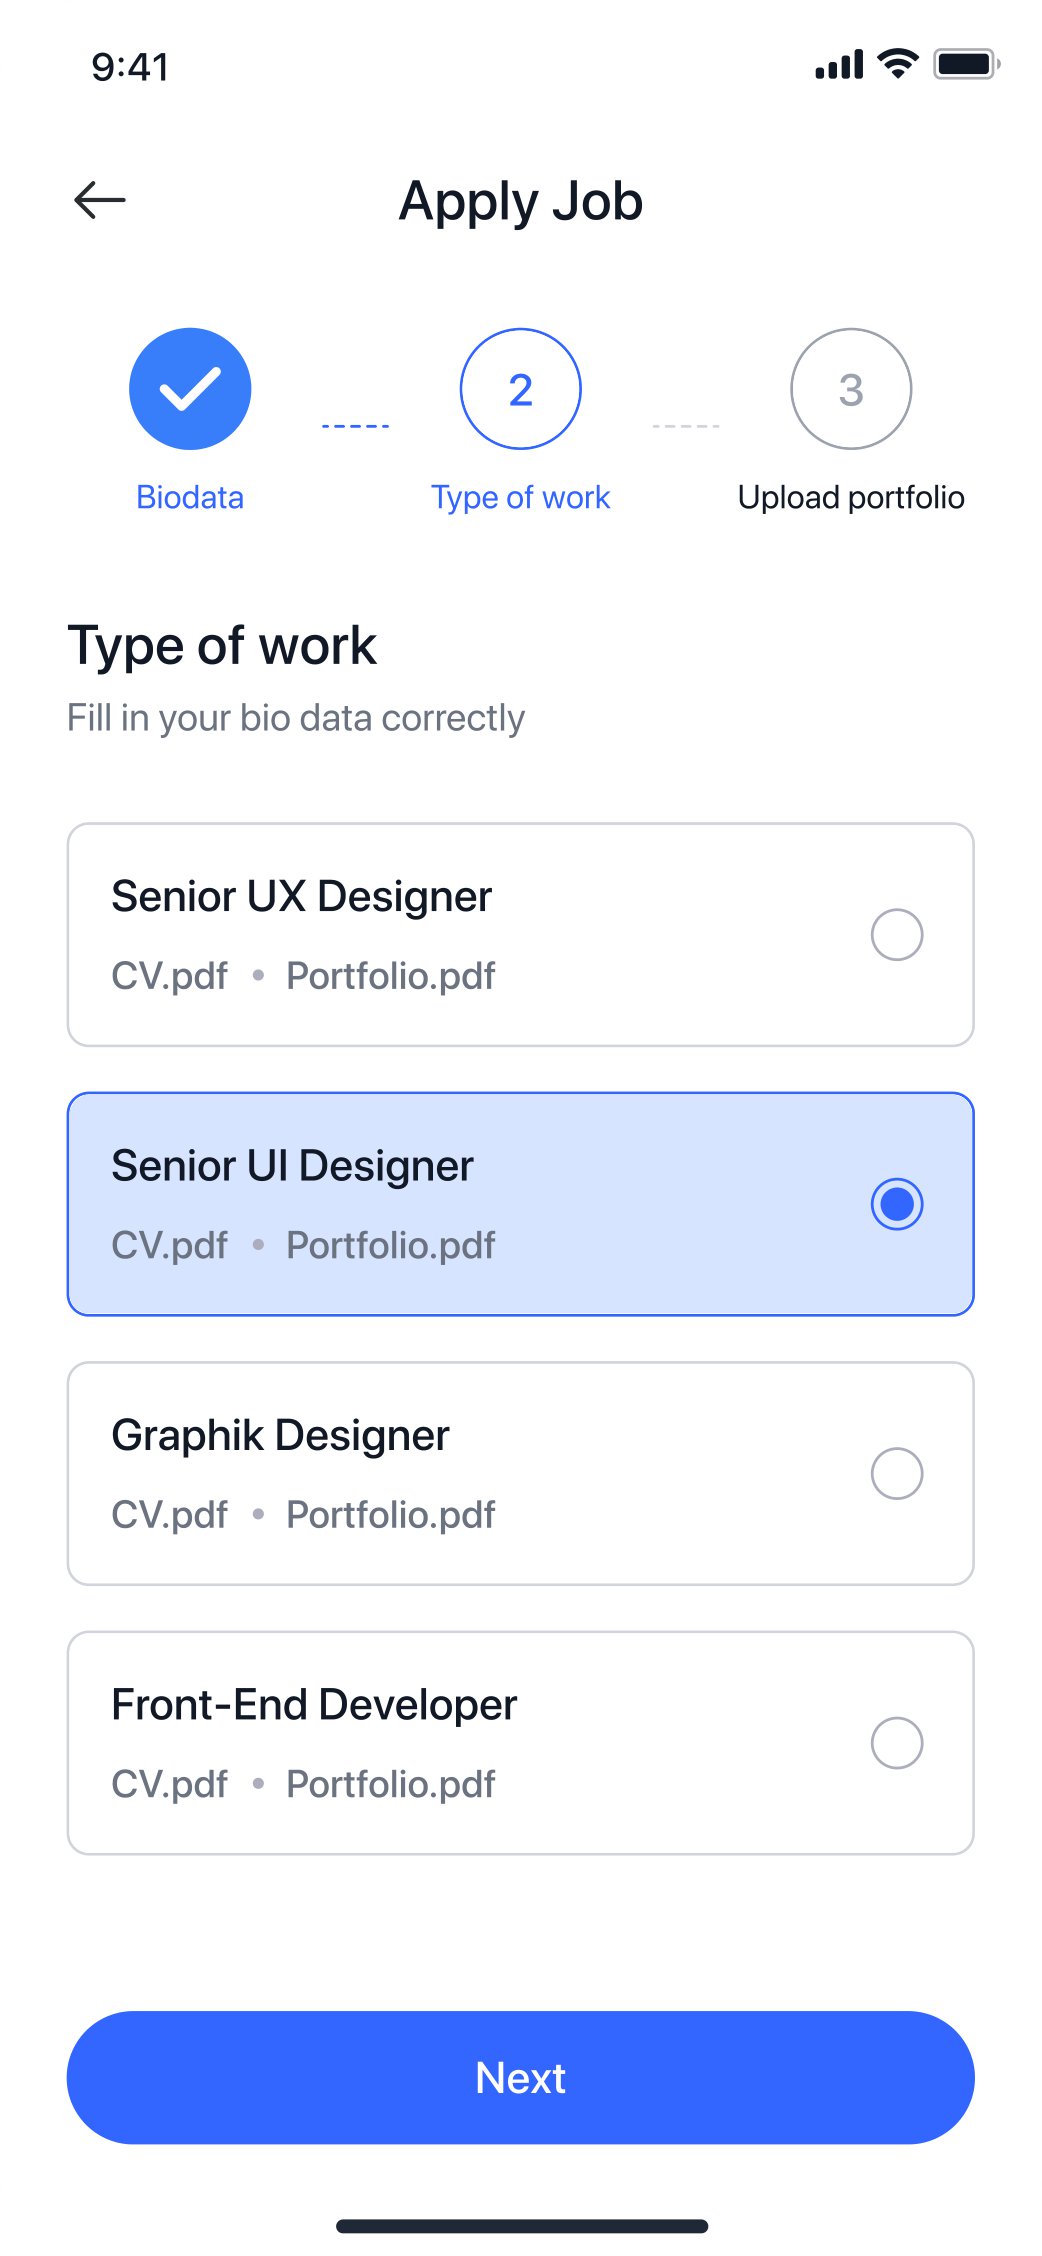 9:41
Apply Job
2
3
Biodata
Type of work
Upload portfolio
Type of work
Fill in your bio data correctly
Senior UX Designer
CV.pdf • Portfolio.pdf
Senior UI Designer
CV.pdf • Portfolio.pdf
Graphik Designer
CV.pdf • Portfolio.pdf
Front-End Developer
CV.pdf • Portfolio.pdf
Next